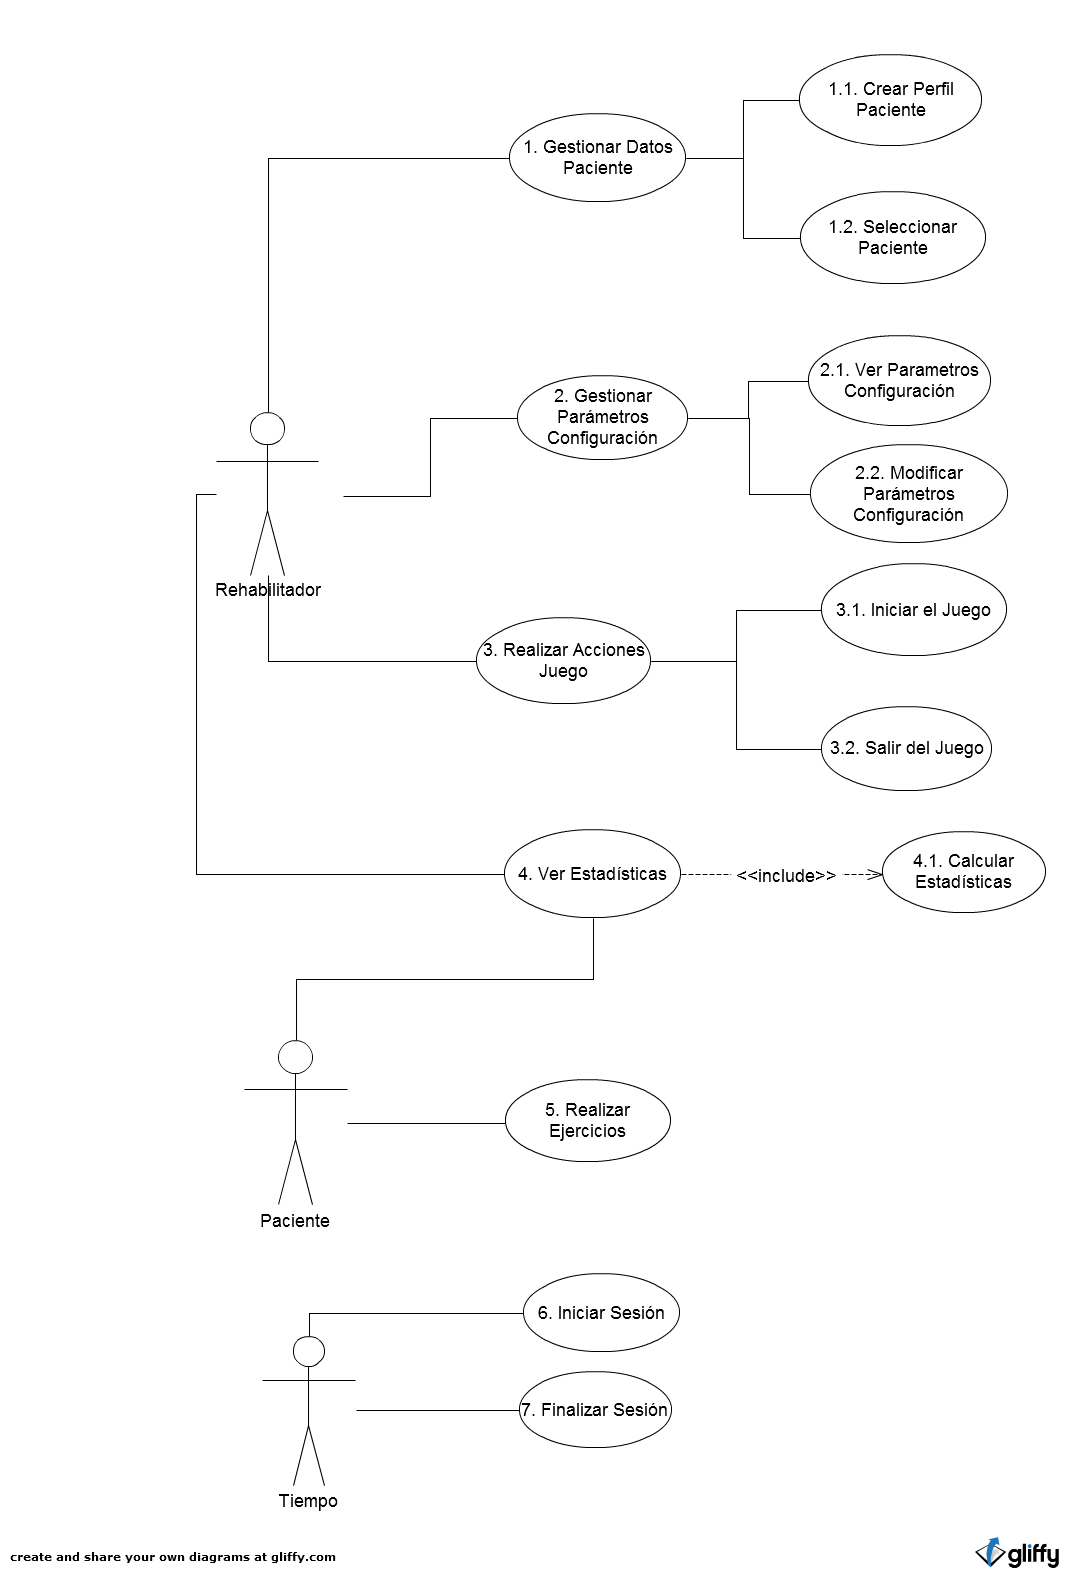 1.1. Crear Perfil
Paciente
1. Gestionar Datos
Paciente
1.2. Seleccionar
Paciente
2.1. Ver Parametros
Configuración
2. Gestionar
Parámetros
Configuración
2.2. Modificar
Parámetros
Configuración
Rehabilitador
3.1. Iniciar el Juego
3. Realizar Acciones
Juego
3.2. Salir del Juego
4. Ver Estadísticas
<<include>>
4.1. Calcular
Estadísticas
5. Realizar
Ejercicios
Paciente
6. Iniciar Sesión
7. Finalizar Sesión
Tiempo
create and share your own diagrams at gliffy.com
gliffy